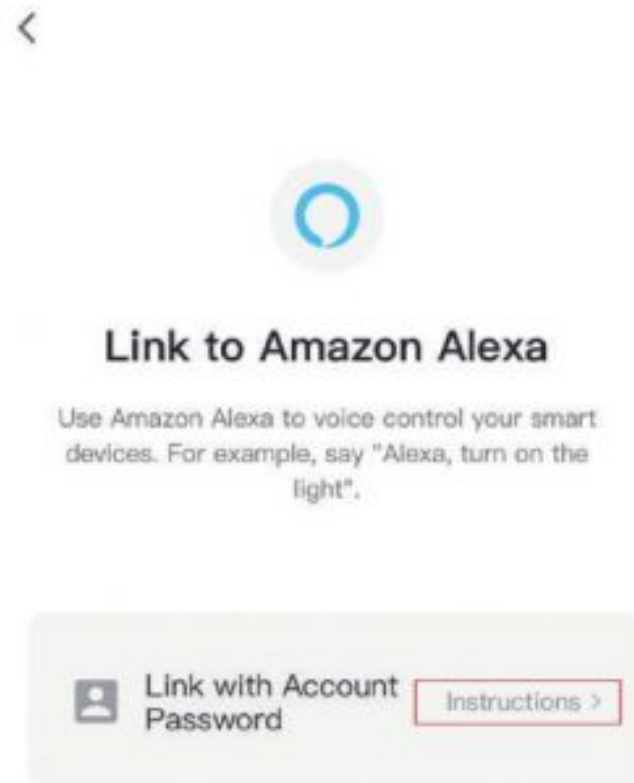 Link to Amazon Alexa
Use Amazon Alexa to voice control your smart
devices. For example, say "Alexa, turn on the
light".
Link with Account
Password
Instructions >